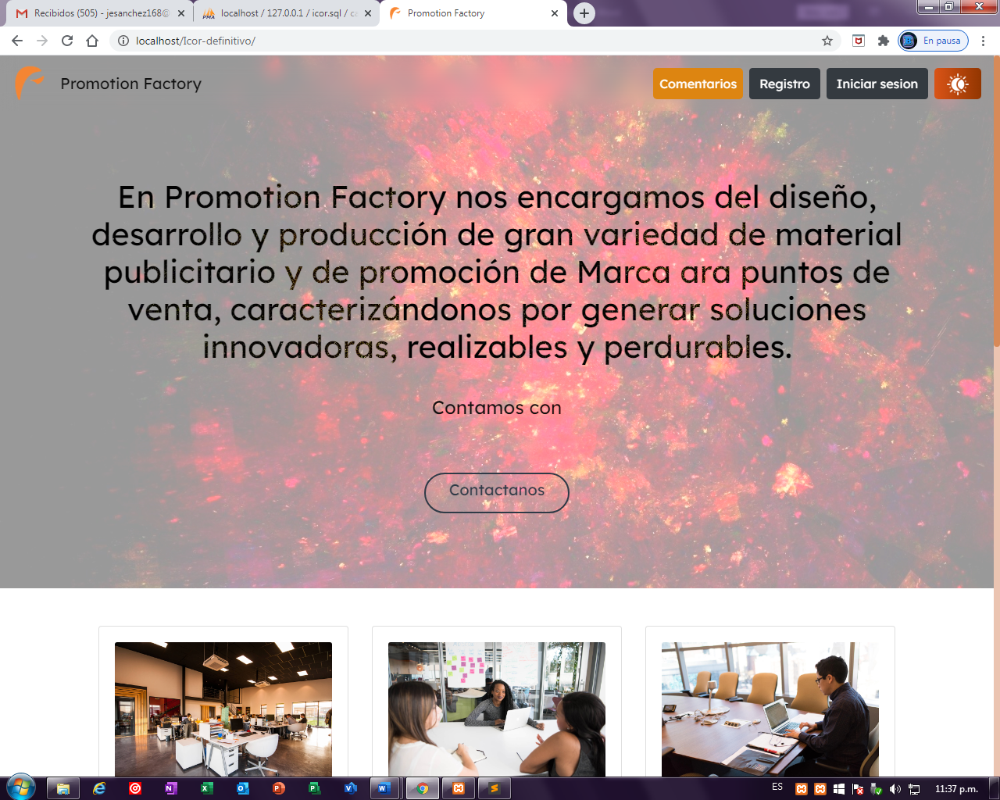 Recibidos (505) - jesanchez168@
localhost / 127.0.0.1 / icor.sql / ca
Promotion Factory
localhost/Icor-definitivo/
En pausa
Promotion Factory
Comentarios
Registro
Iniciar sesion
En Promotion Factory nos encargamos del diseño,
desarrollo y producción de gran variedad de material
publicitario y de promoción de Marca ara puntos de
venta, caracterizándonos por generar soluciones
innovadoras, realizables y perdurables.
Contamos con
Contactanos
ES
11:37 p.m.